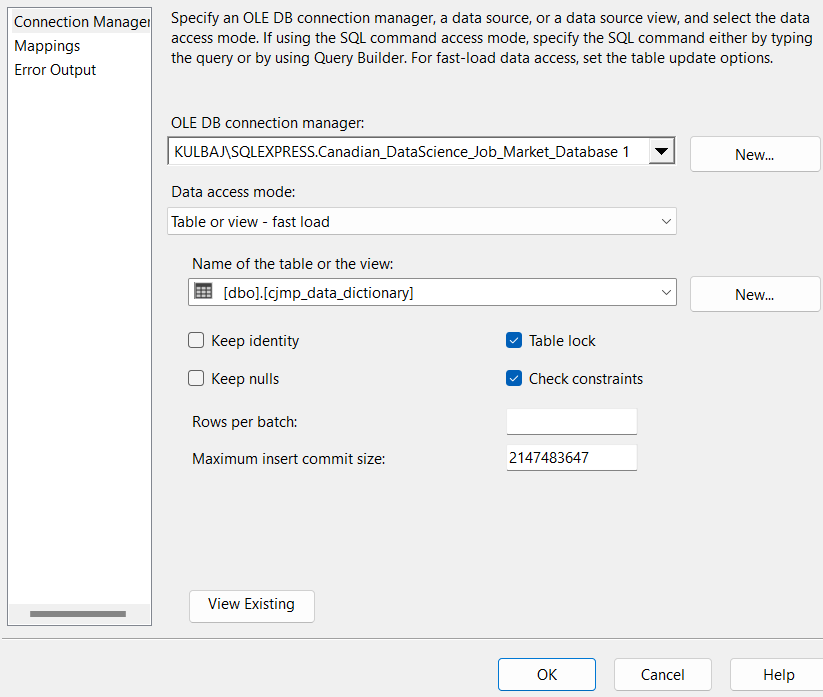 Connection Manager
Mappings
Error Output
Specify an OLE DB connection manager, a data source, or a data source view, and select the data
access mode. If using the SQL command access mode, specify the SQL command either by typing
the query or by using Query Builder. For fast-load data access, set the table update options.
OLE DB connection manager:
KULBAJ\SQLEXPRESS.Canadian_DataScience_Job_Market_Database 1
New...
Data access mode:
Table or view - fast load
Name of the table or the view:
[dbo].[cjmp_data_dictionary]
New...
Keep identity
Table lock
Keep nulls
Check constraints
Rows per batch:
Maximum insert commit size:
2147483647
View Existing
OK
Cancel
Help